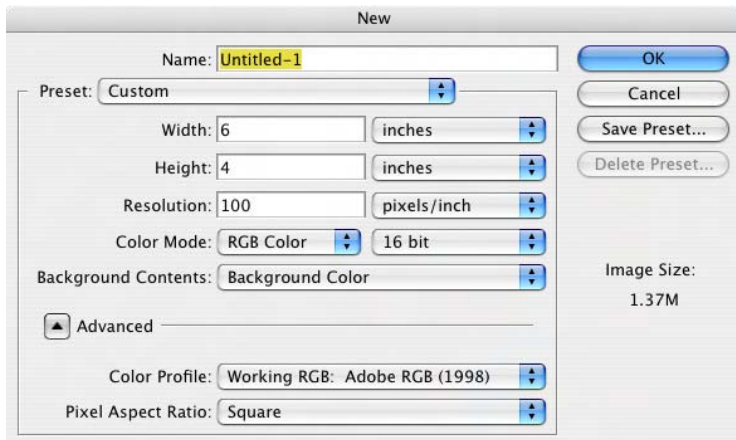 New
Name: Untitled-1
OK
Preset: Custom
Cancel
Width: 6 inches
Save Preset...
Height: 4 inches
Delete Preset...
Resolution: 100 pixels/inch
Color Mode: RGB Color 16 bit
Background Contents: Background Color
Image Size:
1.37M
Advanced
Color Profile: Working RGB: Adobe RGB (1998)
Pixel Aspect Ratio: Square